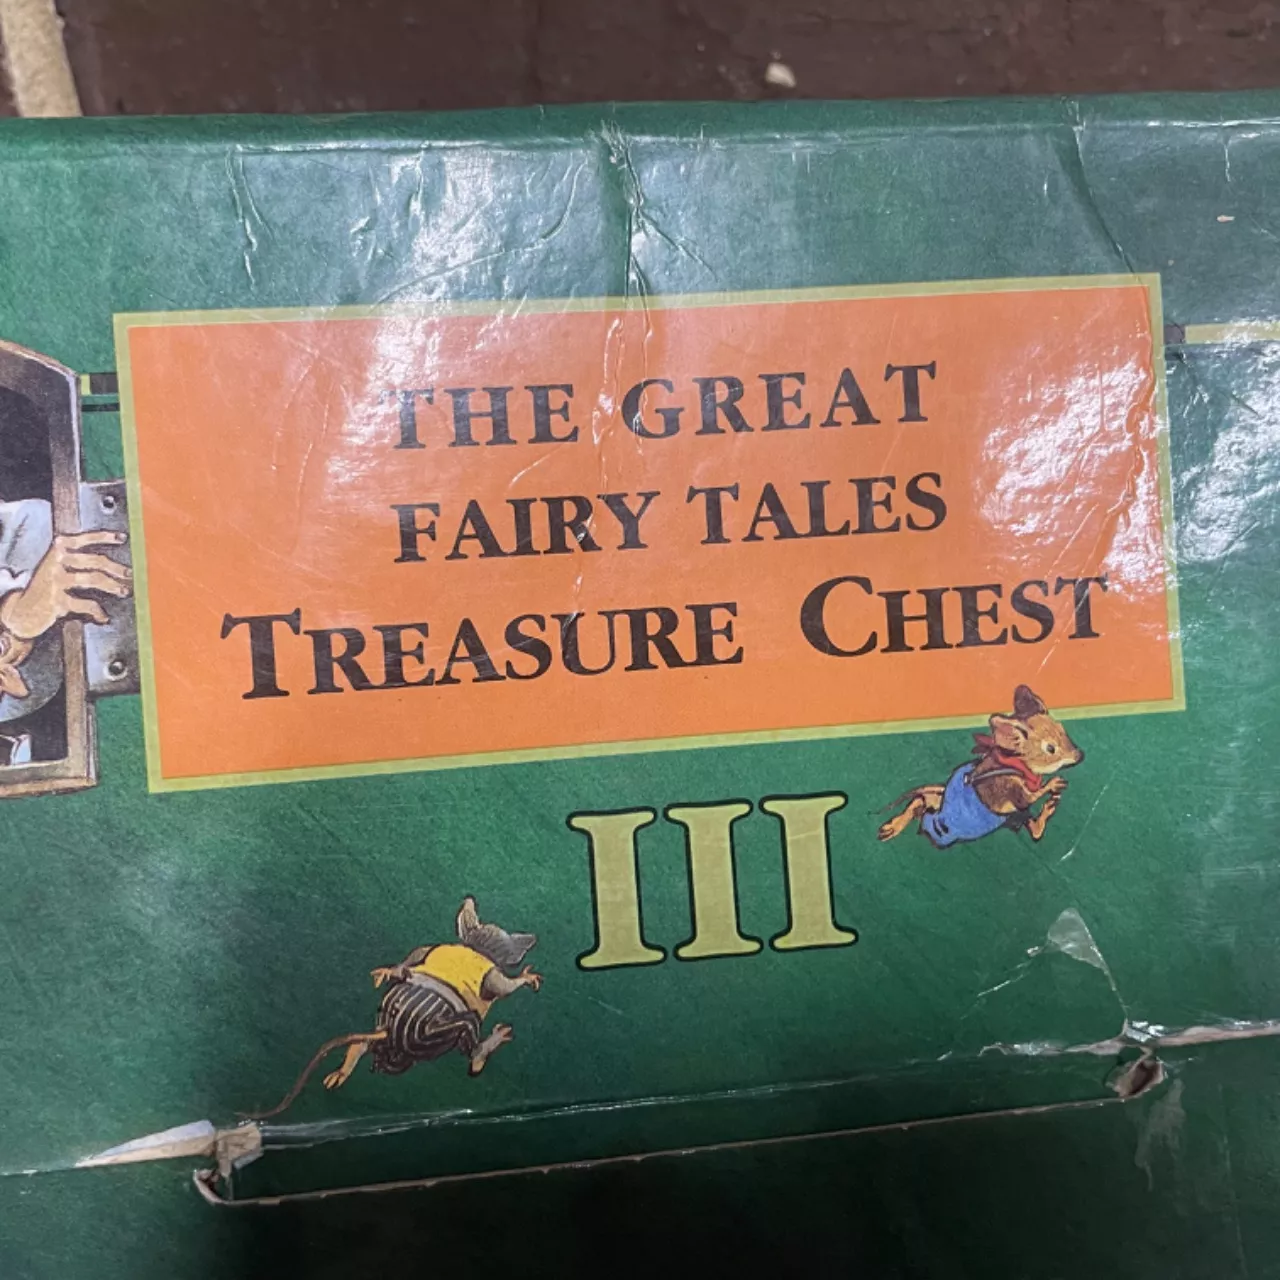 THE GREAT
FAIRY TALES
TREASURE CHEST
III